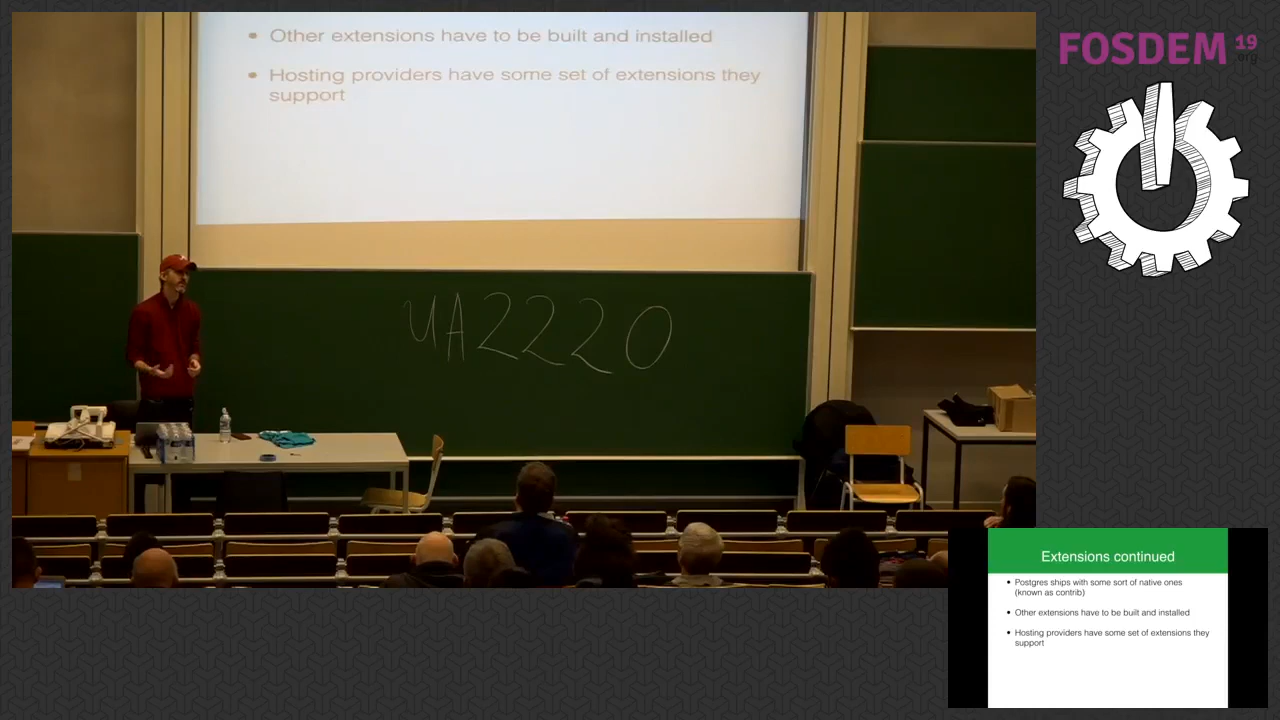 Other extensions have to be built and installed
Hosting providers have some set of extensions they
support
UA2220
FOSDEM 19
.org
Extensions continued
Postgres ships with some sort of native ones
(known as contrib)
Other extensions have to be built and installed
Hosting providers have some set of extensions they
support